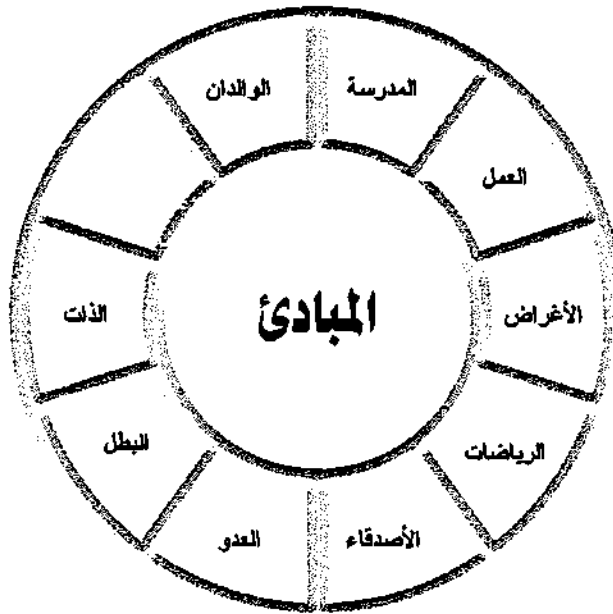 المدرسة
العمل
الأغراض
الرياضات
الأصدقاء
العدو
البطل
الذات
الوالدان
المبادئ